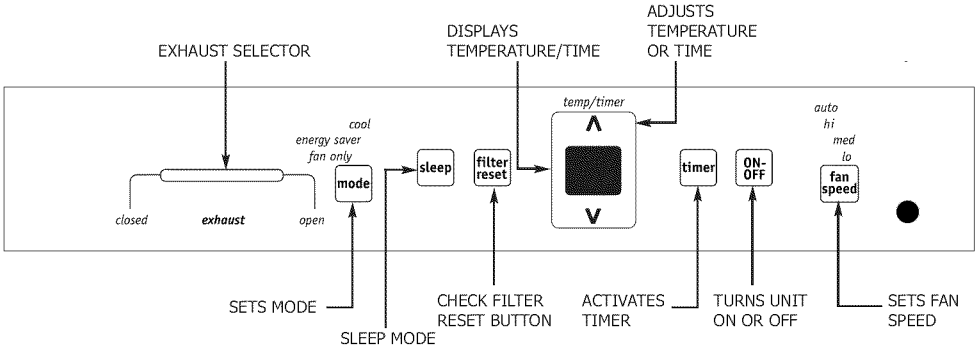 ADJUSTS
TEMPERATURE
OR TIME
DISPLAYS
TEMPERATURE/TIME
EXHAUST SELECTOR
temp/timer
auto
hi
med
lo
cool
energy saver
fan only
mode
sleep
filter
reset
timer
ON-
OFF
fan
speed
closed
exhaust
open
SETS MODE
SLEEP MODE
CHECK FILTER
RESET BUTTON
ACTIVATES
TIMER
TURNS UNIT
ON OR OFF
SETS FAN
SPEED